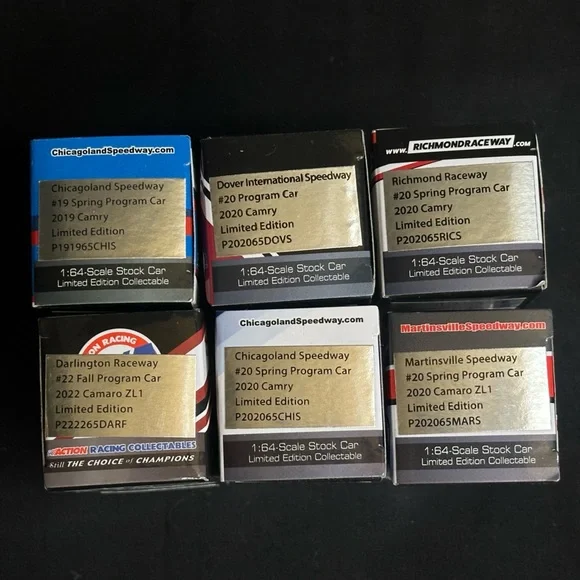 ChicagolandSpeedway.com
Chicagoland Speedway
#19 Spring Program Car
2019 Camry
Limited Edition
P191965CHIS
1:64-Scale Stock Car
Limited Edition Collectable
Dover International Speedway
#20 Program Car
2020 Camry
Limited Edition
P202065DOVS
1:64-Scale Stock Car
Limited Edition Collectable
www.RICHMONDRACEWAY.COM
Richmond Raceway
#20 Spring Program Car
2020 Camry
Limited Edition
P202065RICS
1:64-Scale Stock Car
Limited Edition Collectable
ON RACING
Darlington Raceway
#22 Fall Program Car
2022 Camaro ZL1
Limited Edition
P222265DARF
ACTION RACING COLLECTABLES
Still THE CHOICE of CHAMPIONS
ChicagolandSpeedway.com
Chicagoland Speedway
#20 Spring Program Car
2020 Camry
Limited Edition
P202065CHIS
1:64-Scale Stock Car
Limited Edition Collectable
MartinsvilleSpeedway.com
Martinsville Speedway
#20 Spring Program Car
2020 Camaro ZL1
Limited Edition
P202065MARS
1:64-Scale Stock Car
Limited Edition Collectable